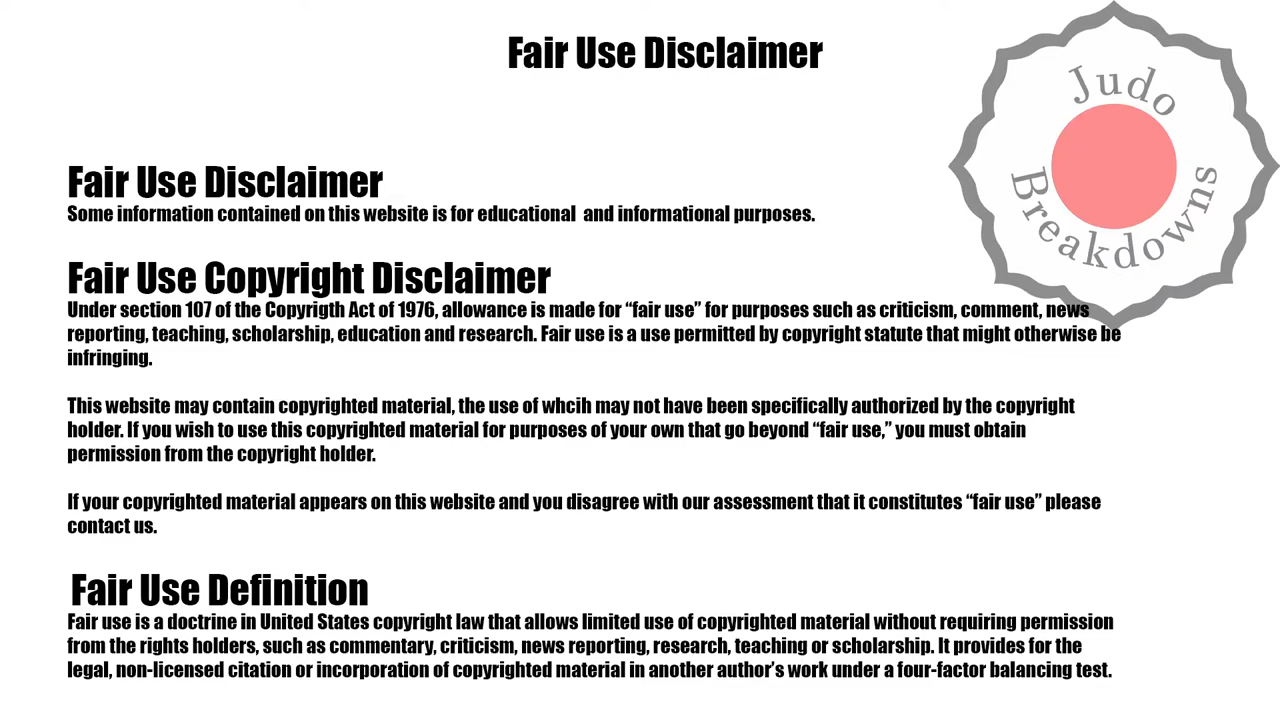 Fair Use Disclaimer
Judo
Breakdowns
Fair Use Disclaimer
Some information contained on this website is for educational  and informational purposes.
Fair Use Copyright Disclaimer
Under section 107 of the Copyrigth Act of 1976, allowance is made for “fair use” for purposes such as criticism, comment, news
reporting, teaching, scholarship, education and research. Fair use is a use permitted by copyright statute that might otherwise be
infringing.
This website may contain copyrighted material, the use of whcih may not have been specifically authorized by the copyright
holder. If you wish to use this copyrighted material for purposes of your own that go beyond “fair use,” you must obtain
permission from the copyright holder.
If your copyrighted material appears on this website and you disagree with our assessment that it constitutes “fair use” please
contact us.
Fair Use Definition
Fair use is a doctrine in United States copyright law that allows limited use of copyrighted material without requiring permission
from the rights holders, such as commentary, criticism, news reporting, research, teaching or scholarship. It provides for the
legal, non-licensed citation or incorporation of copyrighted material in another author’s work under a four-factor balancing test.